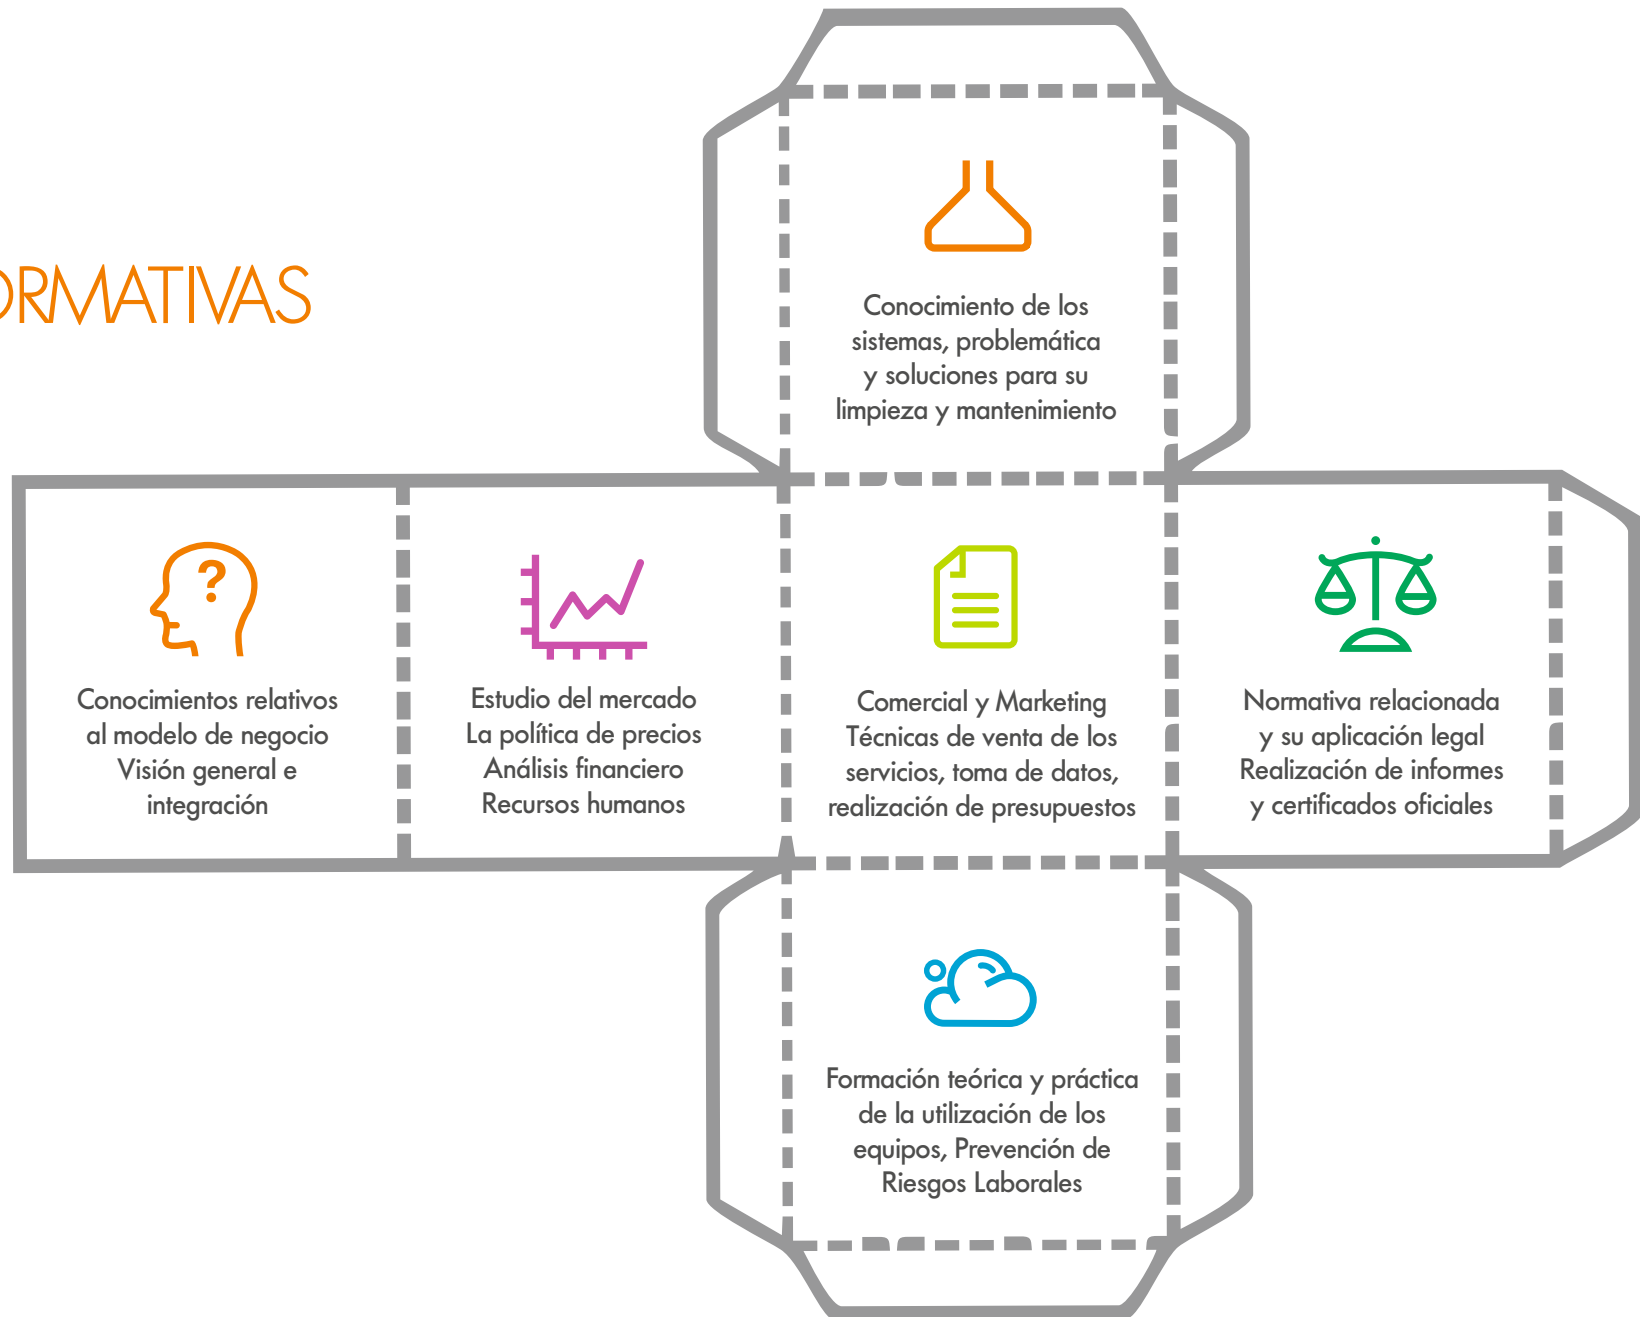 ORMATIVAS
Conocimiento de los
sistemas, problemática
y soluciones para su
limpieza y mantenimiento
?
Conocimientos relativos
al modelo de negocio
Visión general e
integración
Estudio del mercado
La política de precios
Análisis financiero
Recursos humanos
Comercial y Marketing
Técnicas de venta de los
servicios, toma de datos,
realización de presupuestos
Normativa relacionada
y su aplicación legal
Realización de informes
y certificados oficiales
Formación teórica y práctica
de la utilización de los
equipos, Prevención de
Riesgos Laborales